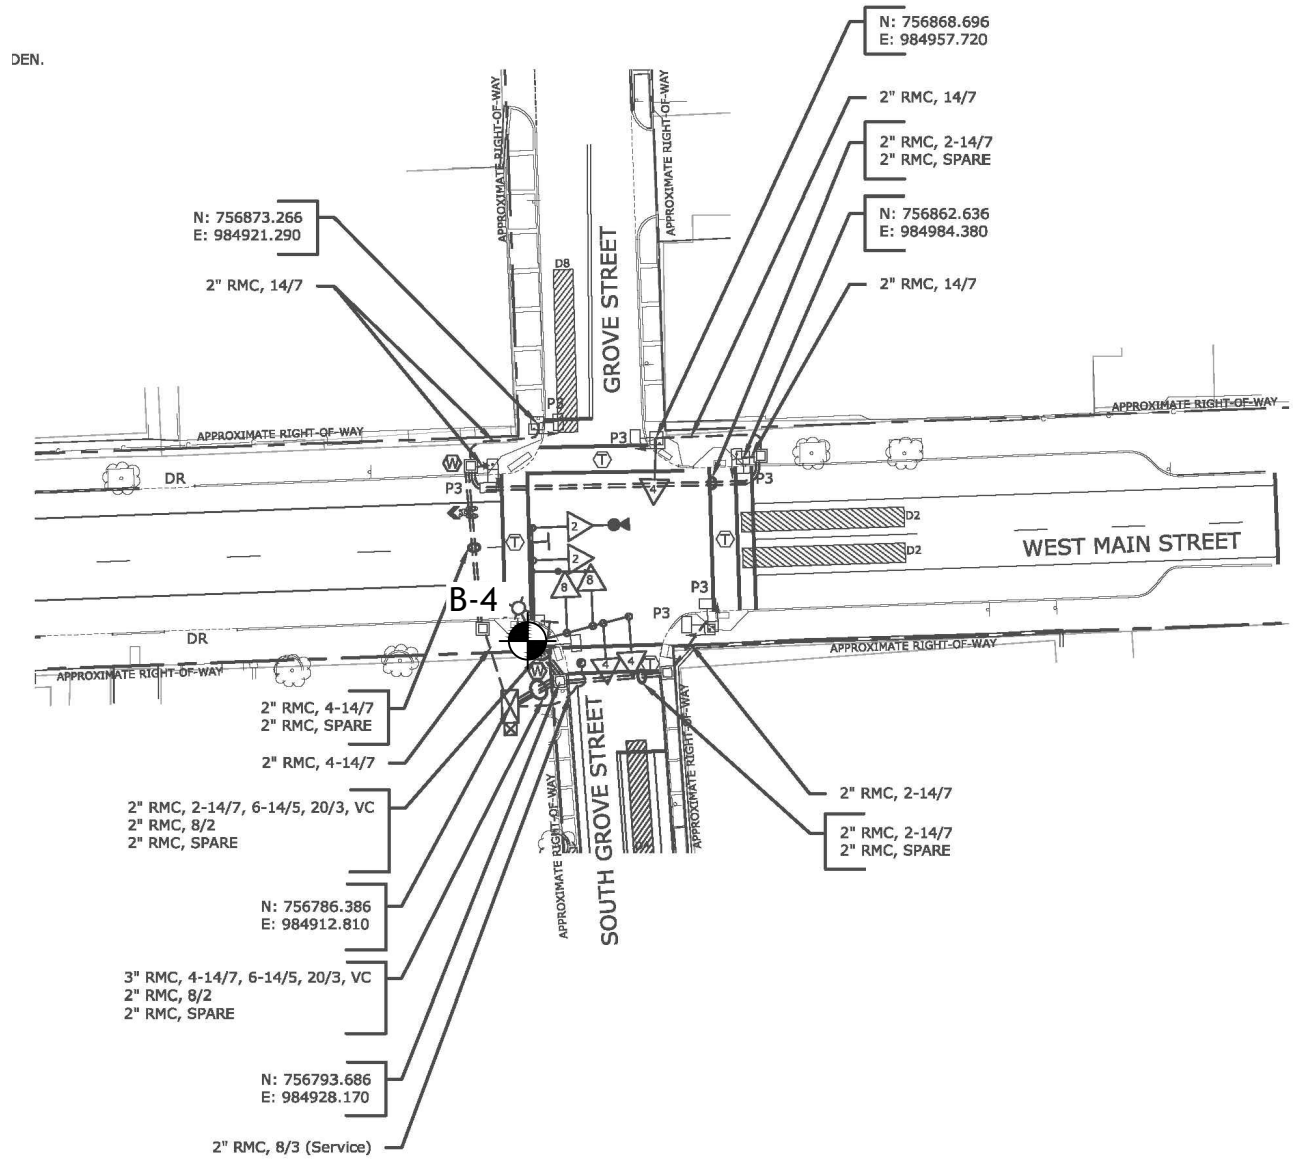 DEN.
N: 756868.696
E: 984957.720
2" RMC, 14/7
2" RMC, 2-14/7
2" RMC, SPARE
N: 756862.636
E: 984984.380
2" RMC, 14/7
N: 756873.266
E: 984921.290
2" RMC, 14/7
APPROXIMATE RIGHT-OF-WAY
APPROXIMATE RIGHT-OF-WAY
D8
GROVE STREET
P3
P3
APPROXIMATE RIGHT-OF-WAY
APPROXIMATE RIGHT-OF-WAY
W
T
DR
P3
P3
4
D2
2
T
T
D2
WEST MAIN STREET
2
8
8
B-4
P3
P3
DR
4
4
T
W
APPROXIMATE RIGHT-OF-WAY
APPROXIMATE RIGHT-OF-WAY
2" RMC, 4-14/7
2" RMC, SPARE
2" RMC, 4-14/7
2" RMC, 2-14/7, 6-14/5, 20/3, VC
2" RMC, 8/2
2" RMC, SPARE
N: 756786.386
E: 984912.810
3" RMC, 4-14/7, 6-14/5, 20/3, VC
2" RMC, 8/2
2" RMC, SPARE
N: 756793.686
E: 984928.170
2" RMC, 8/3 (Service)
APPROXIMATE RIGHT-OF-WAY
SOUTH GROVE STREET
APPROXIMATE RIGHT-OF-WAY
2" RMC, 2-14/7
2" RMC, 2-14/7
2" RMC, SPARE